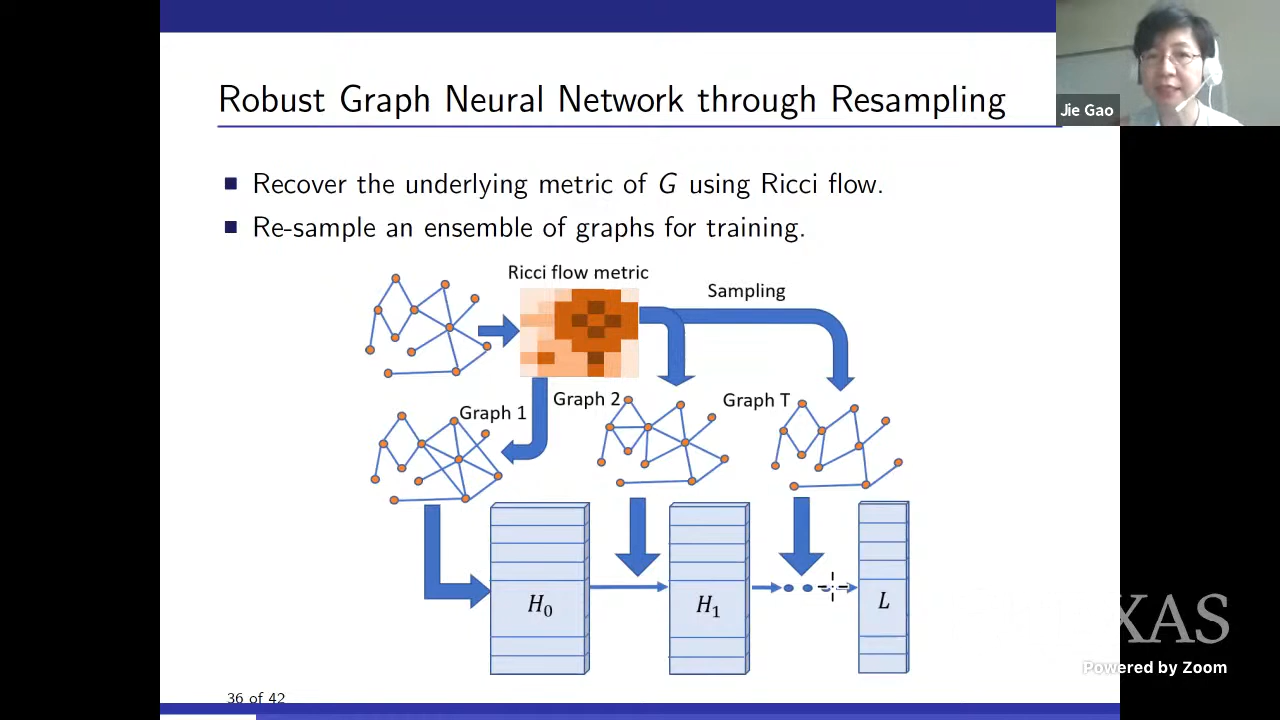 Robust Graph Neural Network through Resampling
Jie Gao
Recover the underlying metric of G using Ricci flow.
Re-sample an ensemble of graphs for training.
Ricci flow metric
Sampling
Graph 1
Graph 2
Graph T
H₀
H₁
L
XAS
Powered by Zoom
36 of 42